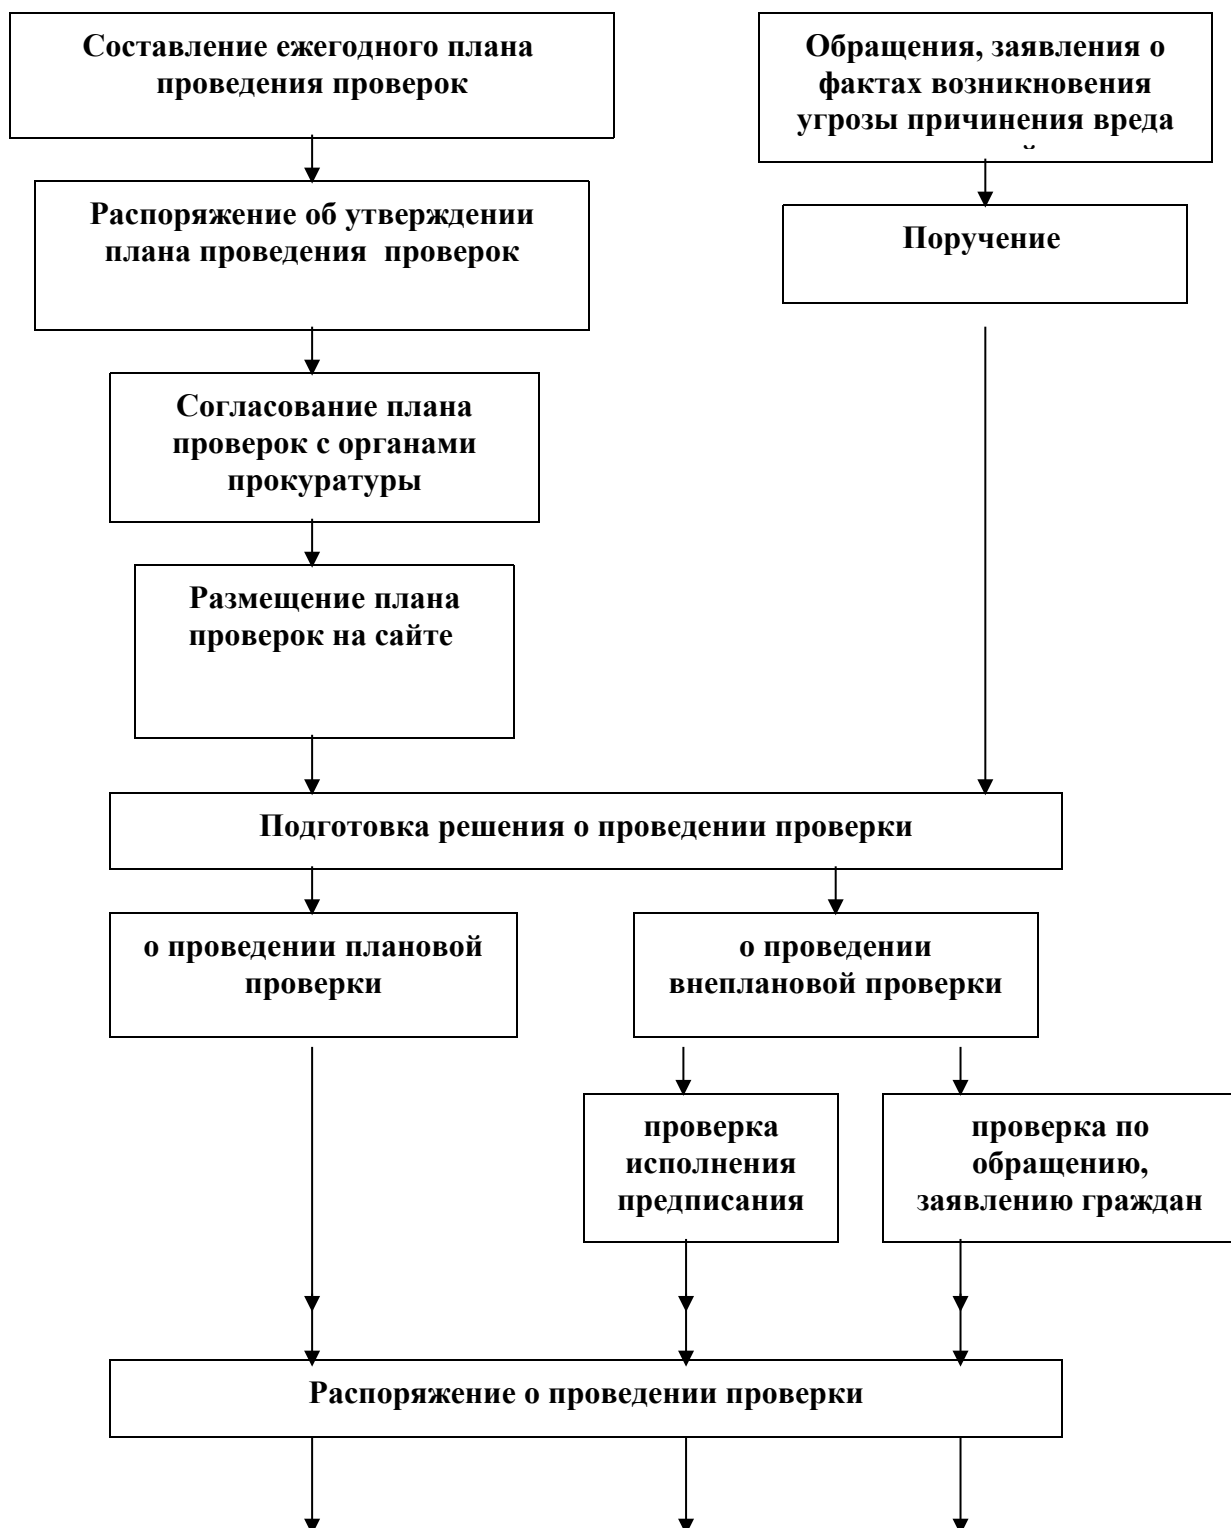 Составление ежегодного плана
проведения проверок
Обращения, заявления о
фактах возникновения
угрозы причинения вреда
Распоряжение об утверждении
плана проведения проверок
Поручение
Согласование плана
проверок с органами
прокуратуры
Размещение плана
проверок на сайте
Подготовка решения о проведении проверки
о проведении плановой
проверки
о проведении
внеплановой проверки
проверка
исполнения
предписания
проверка по
обращению,
заявлению граждан
Распоряжение о проведении проверки